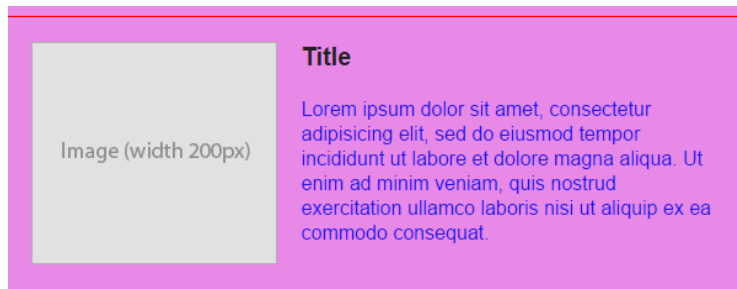 Title
Image (width 200px)
Lorem ipsum dolor sit amet, consectetur
adipisicing elit, sed do eiusmod tempor
incididunt ut labore et dolore magna aliqua. Ut
enim ad minim veniam, quis nostrud
exercitation ullamco laboris nisi ut aliquip ex ea
commodo consequat.